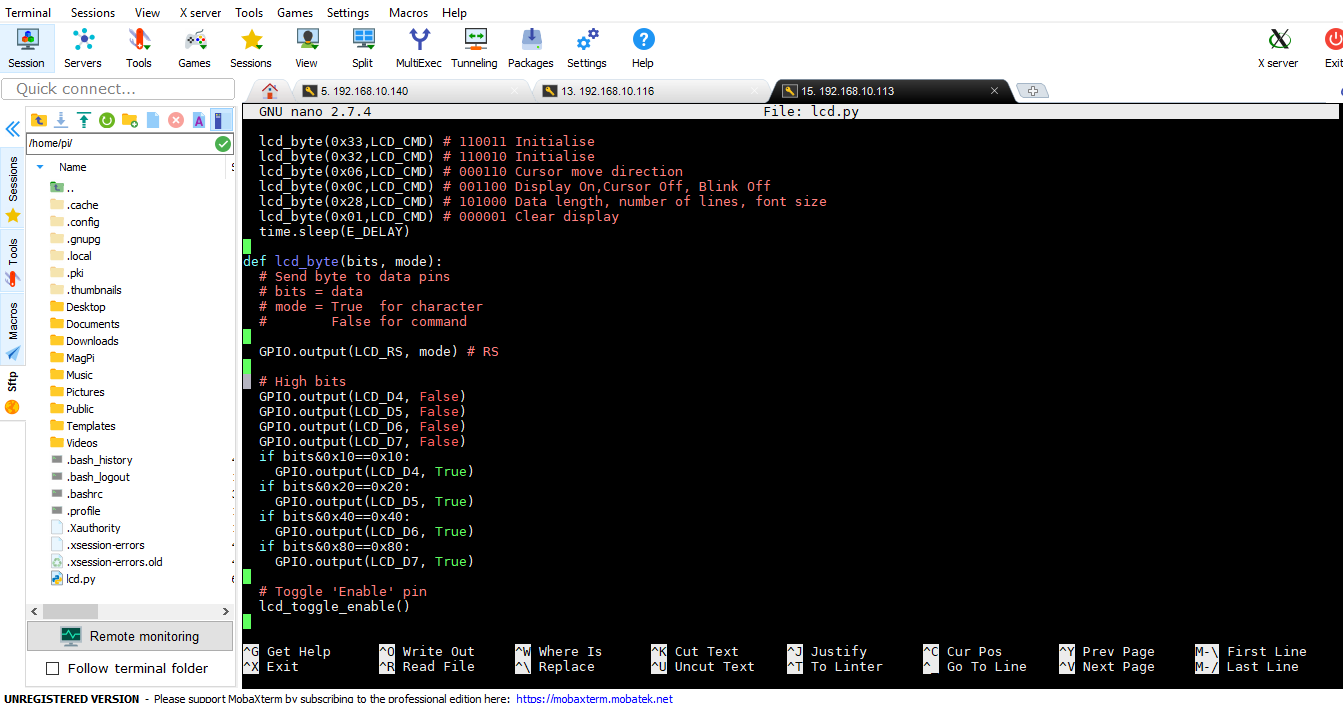 Terminal Sessions View X server Tools Games Settings Macros Help
Session Servers Tools Games Sessions View Split MultiExec Tunneling Packages Settings Help X server Exit
Quick connect...
5. 192.168.10.140
13. 192.168.10.116
15. 192.168.10.113
/home/pi/
Name
..
.cache
.config
.gnupg
.local
.pki
.thumbnails
Desktop
Documents
Downloads
MagPi
Music
Pictures
Public
Templates
Videos
.bash_history
.bash_logout
.bashrc
.profile
.Xauthority
.xsession-errors
.xsession-errors.old
lcd.py
Remote monitoring
Follow terminal folder
Sessions
Tools
Macros
Sftp
GNU nano 2.7.4 File: lcd.py
lcd_byte(0x33,LCD_CMD) # 110011 Initialise
lcd_byte(0x32,LCD_CMD) # 110010 Initialise
lcd_byte(0x06,LCD_CMD) # 000110 Cursor move direction
lcd_byte(0x0C,LCD_CMD) # 001100 Display On,Cursor Off, Blink Off
lcd_byte(0x28,LCD_CMD) # 101000 Data length, number of lines, font size
lcd_byte(0x01,LCD_CMD) # 000001 Clear display
time.sleep(E_DELAY)
def lcd_byte(bits, mode):
# Send byte to data pins
# bits = data
# mode = True  for character
#        False for command
GPIO.output(LCD_RS, mode) # RS
# High bits
GPIO.output(LCD_D4, False)
GPIO.output(LCD_D5, False)
GPIO.output(LCD_D6, False)
GPIO.output(LCD_D7, False)
if bits&0x10==0x10:
GPIO.output(LCD_D4, True)
if bits&0x20==0x20:
GPIO.output(LCD_D5, True)
if bits&0x40==0x40:
GPIO.output(LCD_D6, True)
if bits&0x80==0x80:
GPIO.output(LCD_D7, True)
# Toggle 'Enable' pin
lcd_toggle_enable()
^G Get Help ^O Write Out ^W Where Is ^K Cut Text ^J Justify ^C Cur Pos ^Y Prev Page M-\ First Line
^X Exit ^R Read File ^\ Replace ^U Uncut Text ^T To Linter ^_ Go To Line ^V Next Page M-/ Last Line
UNREGISTERED VERSION - Please support MobaXterm by subscribing to the professional edition here: https://mobaxterm.mobatek.net